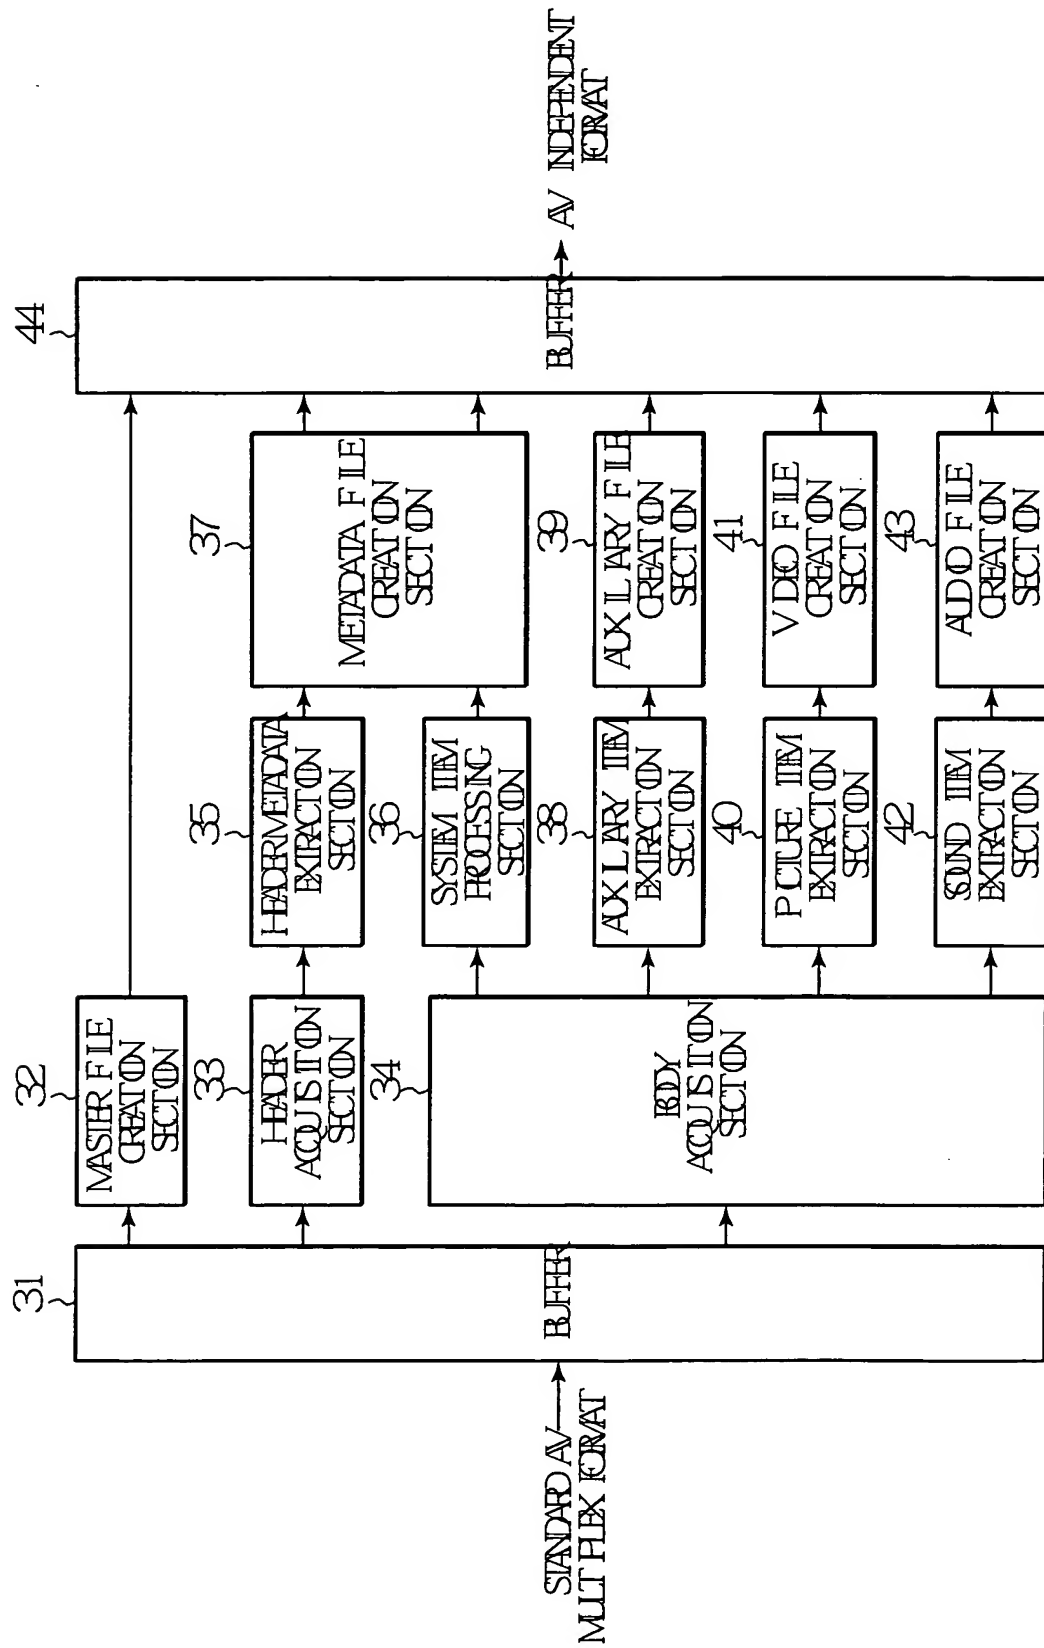 STANDARD AV
MULTIPLEX FORMAT
31
BUFFER
32
MASTER FILE
CREATION
SECTION
33
HEADER
ACQUISITION
SECTION
34
BODY
ACQUISITION
SECTION
35
HEADER METADATA
EXTRACTION
SECTION
36
SYSTEM ITEM
PROCESSING
SECTION
37
METADATA FILE
CREATION
SECTION
38
AUXILARY ITEM
EXTRACTION
SECTION
39
AUXILIARY FILE
CREATION
SECTION
40
PICTURE ITEM
EXTRACTION
SECTION
41
VIDEO FILE
CREATION
SECTION
42
SOUND ITEM
EXTRACTION
SECTION
43
AUDIO FILE
CREATION
SECTION
44
BUFFER
AV INDEPENDENT
FORMAT